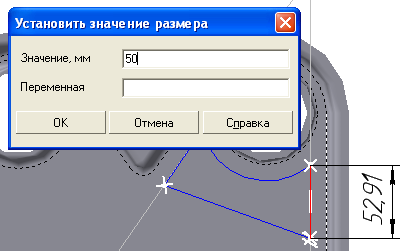 Установить значение размера
Значение, мм 50
Переменная
OK Отмена Справка
52,91